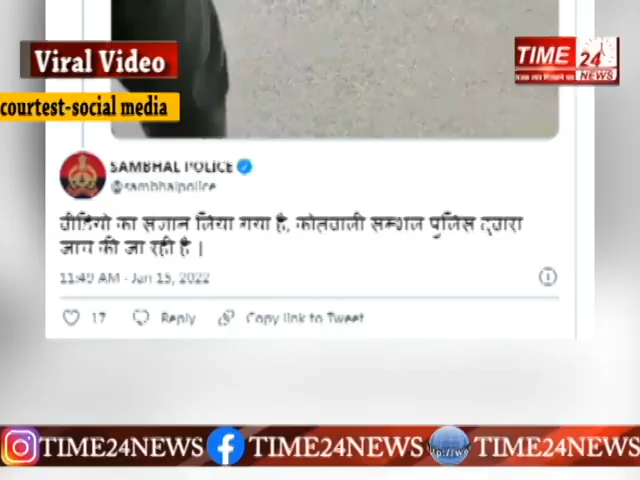 Viral Video
courtest-social media
TIME 24
NEWS
SAMBHAL POLICE
@sambhalpolice
वीडियो का संज्ञान लिया गया है, कोतवाली सम्भल पुलिस द्वारा
जांच की जा रही है ।
11:49 AM · Jun 15, 2022
17 Reply Copy link to Tweet
TIME24NEWS TIME24NEWS TIME24NEWS